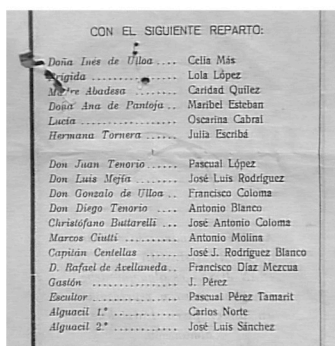 CON EL SIGUIENTE REPARTO:
Doña Inés de Ulloa .... Celia Más
Brígida ............... Lola López
Madre Abadesa ........ Caridad Quílez
Doña Ana de Pantoja .. Maribel Esteban
Lucía ................ Oscarina Cabral
Hermana Tornera ...... Julia Escribá
Don Juan Tenorio ...... Pascual López
Don Luis Mejía ........ José Luis Rodríguez
Don Gonzalo de Ulloa .. Francisco Coloma
Don Diego Tenorio .... Antonio Blanco
Christófano Buttarelli ... José Antonio Coloma
Marcos Ciutti .......... Antonio Molina
Capitán Centellas ...... José J. Rodríguez Blanco
D. Rafael de Avellaneda.. Francisco Díaz Mezcua
Gastón ................ J. Pérez
Escultor .............. Pascual Pérez Tamarit
Alguacil 1.º ............ Carlos Norte
Alguacil 2.º ............ José Luis Sánchez